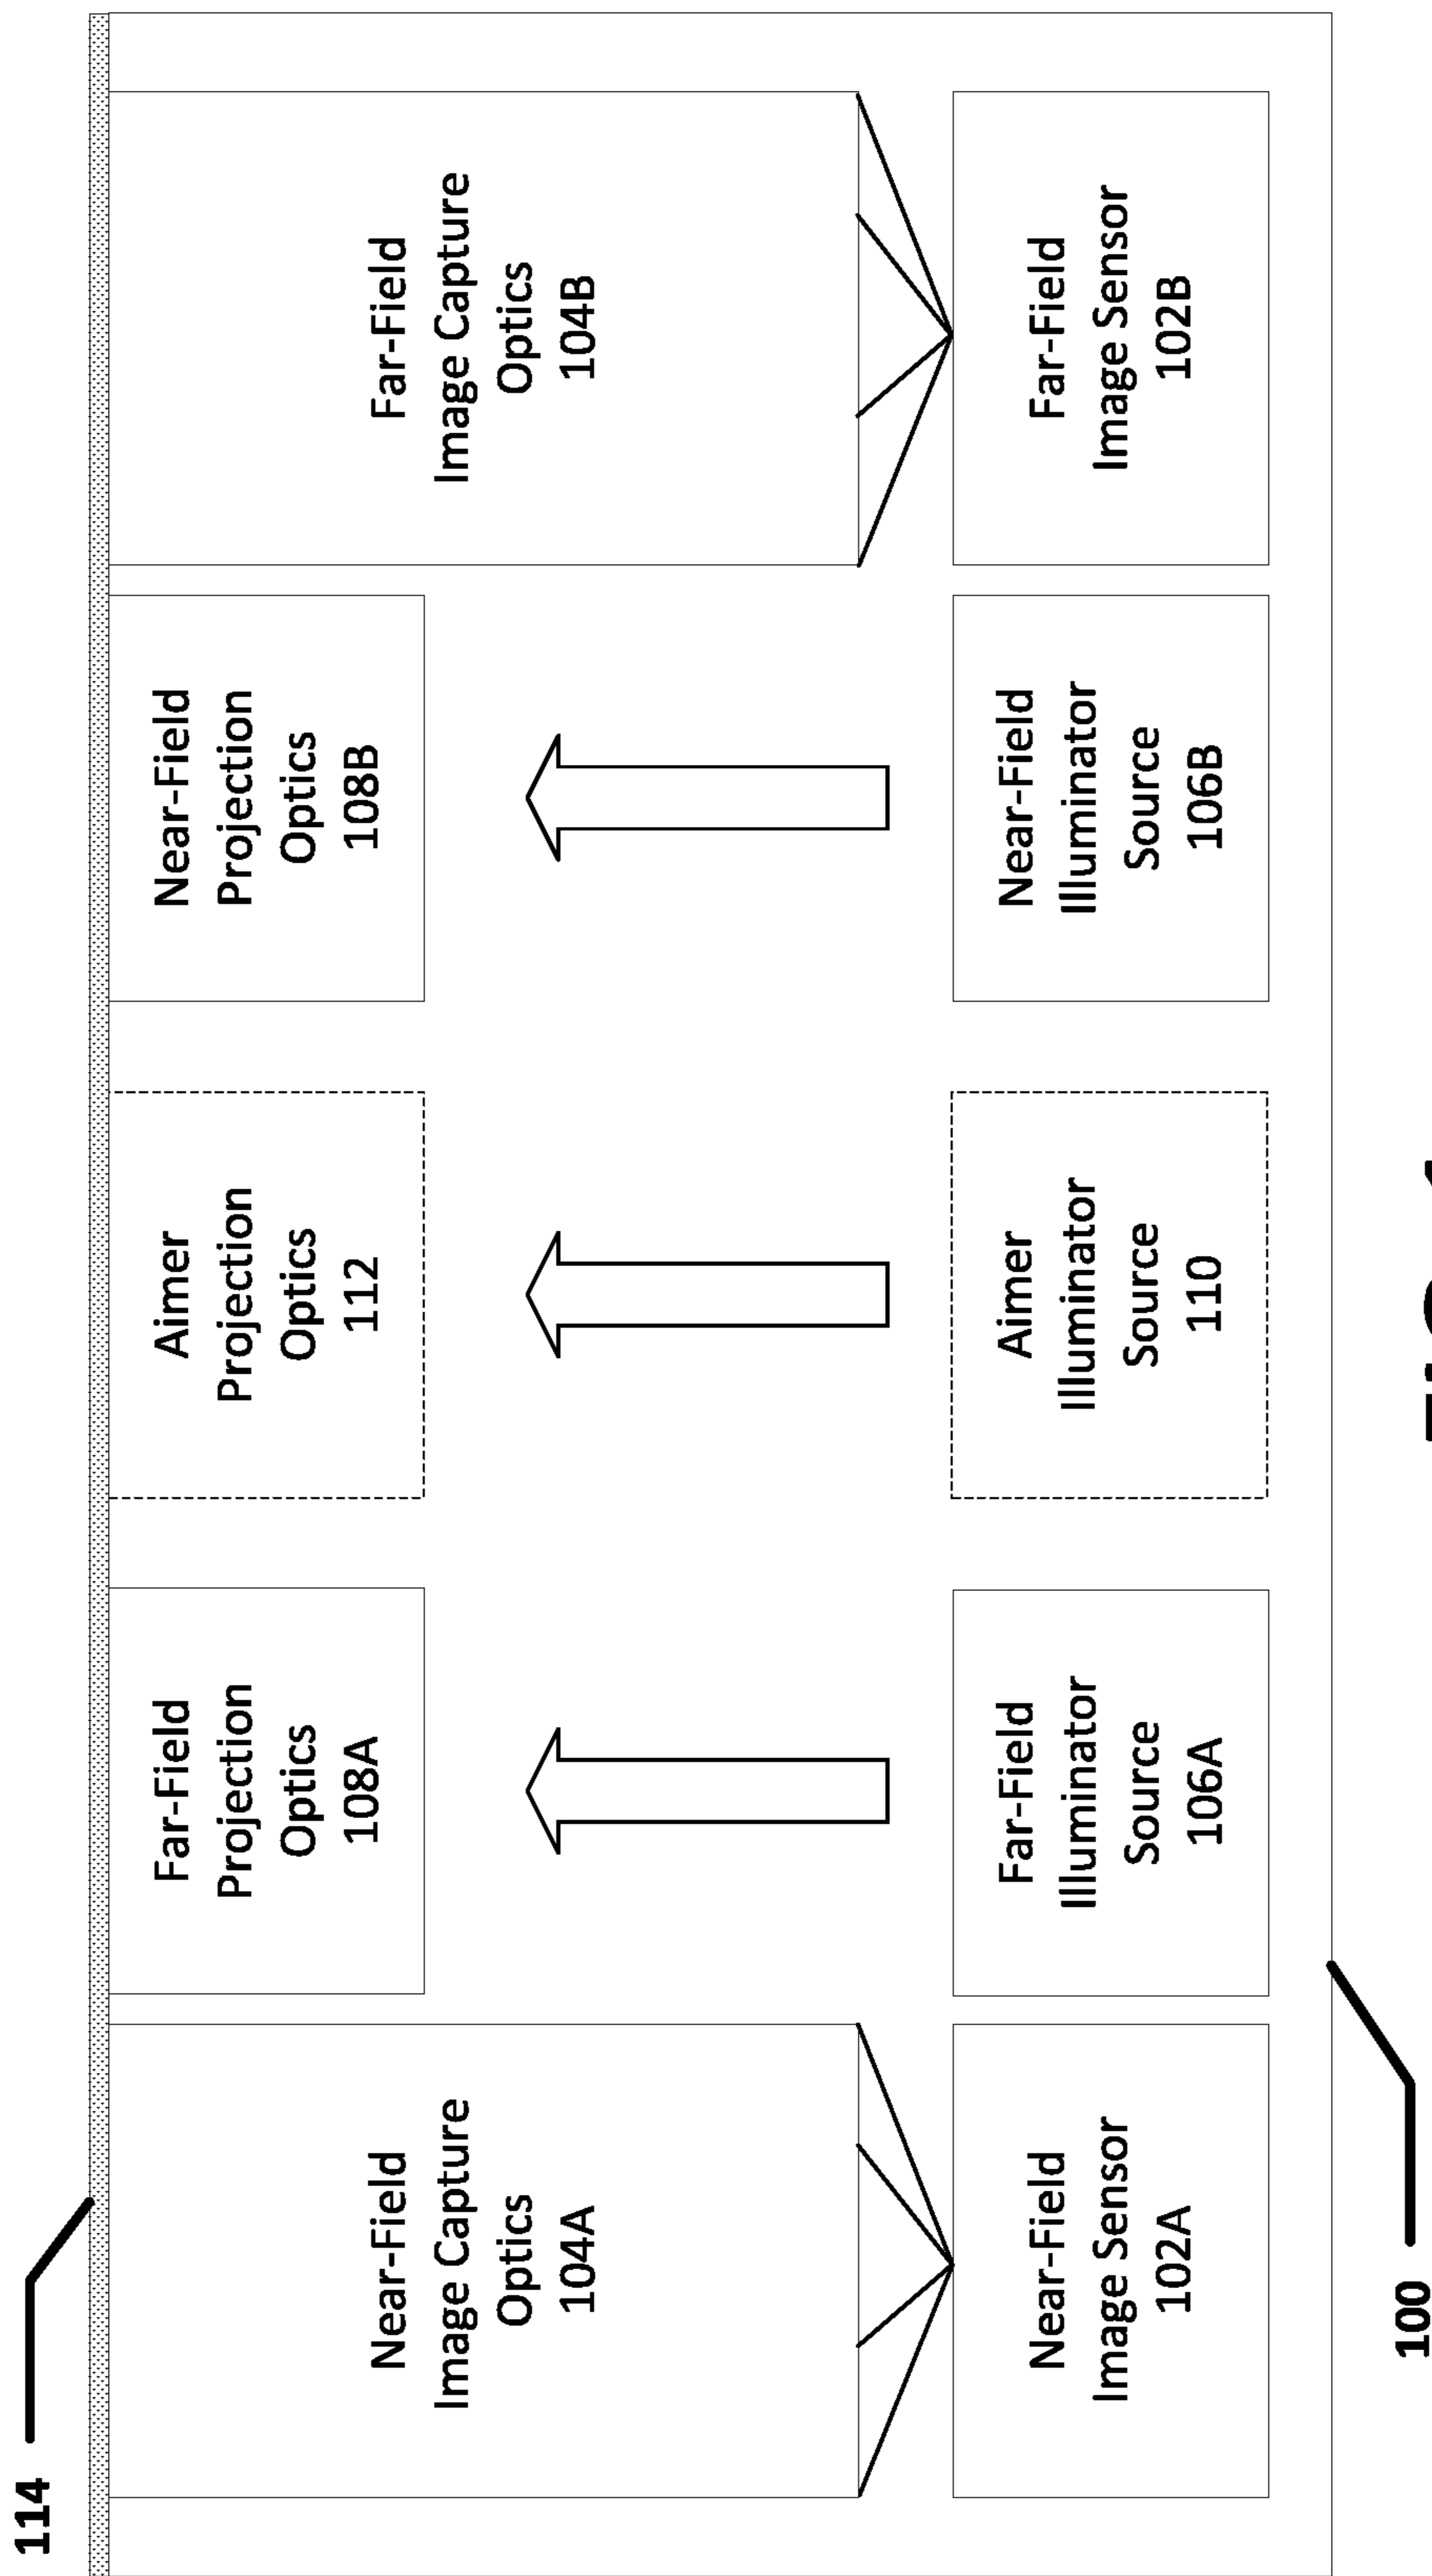 114
Near-Field
Image Capture
Optics
104A
Far-Field
Projection
Optics
108A
Aimer
Projection
Optics
112
Near-Field
Projection
Optics
108B
Far-Field
Image Capture
Optics
104B
Near-Field
Image Sensor
102A
Far-Field
Illuminator
Source
106A
Aimer
Illuminator
Source
110
Near-Field
Illuminator
Source
106B
Far-Field
Image Sensor
102B
100